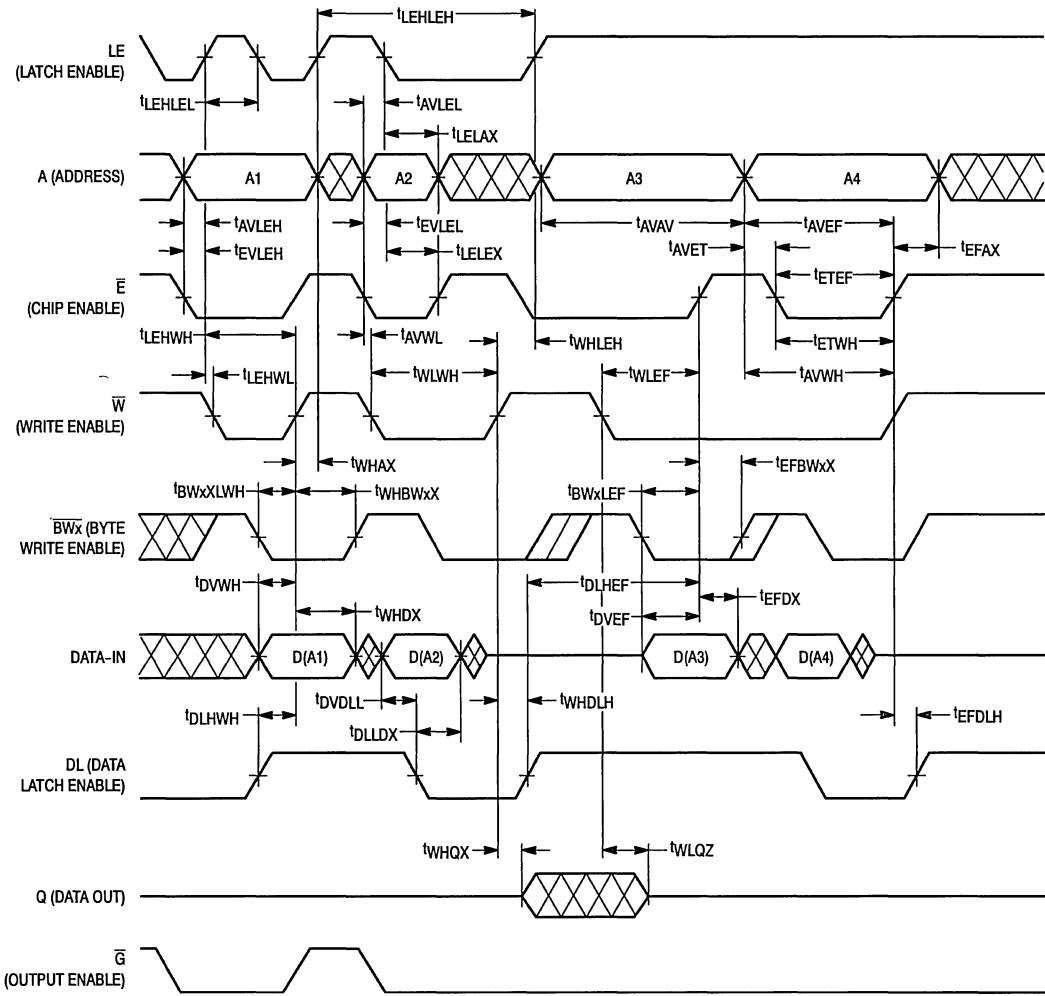 tLEHLEH
LE
(LATCH ENABLE)
tLEHLEL
tAVLEL
tLELAX
A (ADDRESS)
A1
A2
A3
A4
tAVLEH
tEVLEL
tAVAV
tAVEF
tEVLEH
tLELEX
tAVET
tETEF
tEFAX
E
(CHIP ENABLE)
tLEHWH
tAVWL
tWHLEH
tETWH
tLEHWL
tWLWH
tWLEF
tAVWH
W
(WRITE ENABLE)
tWHAX
tEFBWxX
tBWxXLWH
tWHBWxX
tBWxLEF
BWx (BYTE
WRITE ENABLE)
tDVWH
tDLHEF
tWHDX
tEFDX
tDVEF
DATA–IN
D(A1)
D(A2)
D(A3)
D(A4)
tDLHWH
tDVDLL
tWHDLH
tEFDLH
tDLLDX
DL (DATA
LATCH ENABLE)
tWHQX
tWLQZ
Q (DATA OUT)
G
(OUTPUT ENABLE)